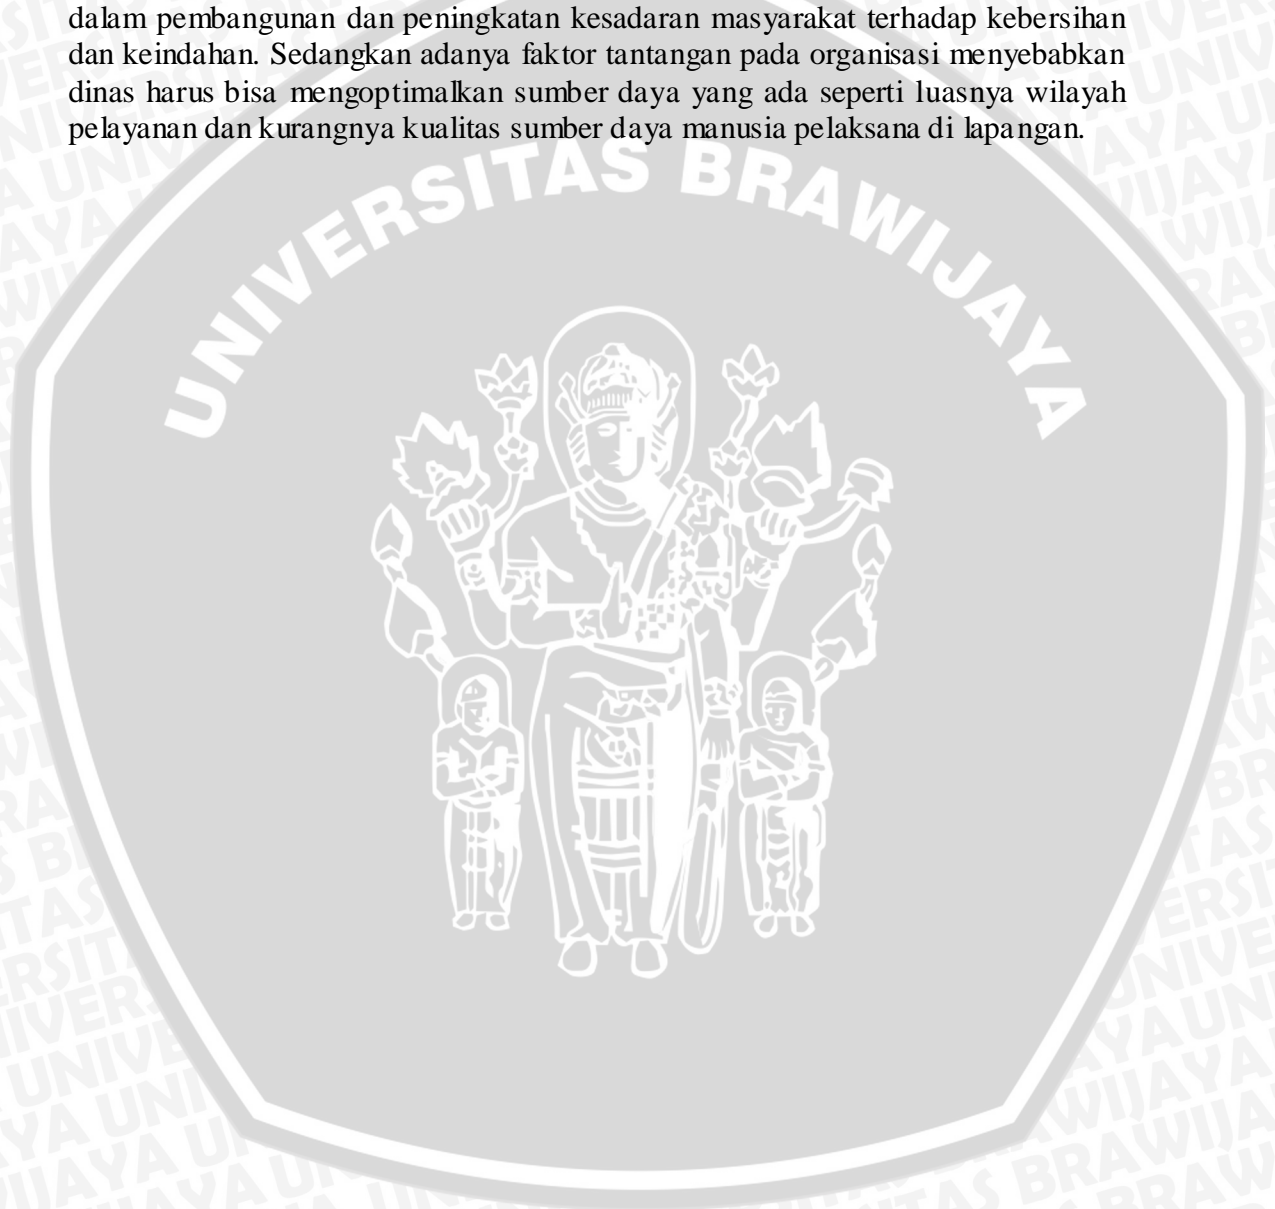 dalam pembangunan dan peningkatan kesadaran masyarakat terhadap kebersihan
dan keindahan. Sedangkan adanya faktor tantangan pada organisasi menyebabkan
dinas harus bisa mengoptimalkan sumber daya yang ada seperti luasnya wilayah
pelayanan dan kurangnya kualitas sumber daya manusia pelaksana di lapangan.
UNIVERSITAS BRAWIJAYA